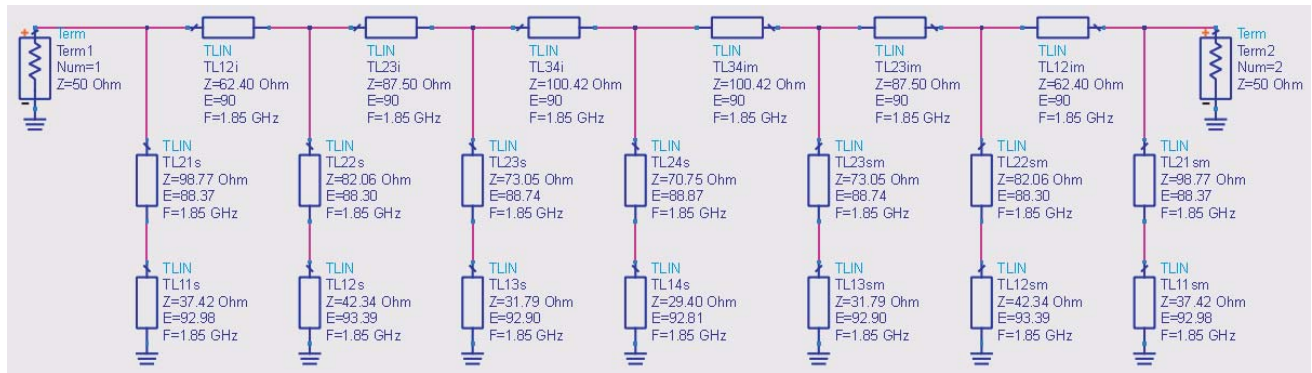 Term
Term1
Num=1
Z=50 Ohm
TLIN
TL12i
Z=62.40 Ohm
E=90
F=1.85 GHz
TLIN
TL23i
Z=87.50 Ohm
E=90
F=1.85 GHz
TLIN
TL34i
Z=100.42 Ohm
E=90
F=1.85 GHz
TLIN
TL34im
Z=100.42 Ohm
E=90
F=1.85 GHz
TLIN
TL23im
Z=87.50 Ohm
E=90
F=1.85 GHz
TLIN
TL12im
Z=62.40 Ohm
E=90
F=1.85 GHz
Term
Term2
Num=2
Z=50 Ohm
TLIN
TL21s
Z=98.77 Ohm
E=88.37
F=1.85 GHz
TLIN
TL22s
Z=82.06 Ohm
E=88.30
F=1.85 GHz
TLIN
TL23s
Z=73.05 Ohm
E=88.74
F=1.85 GHz
TLIN
TL24s
Z=70.75 Ohm
E=88.87
F=1.85 GHz
TLIN
TL23sm
Z=73.05 Ohm
E=88.74
F=1.85 GHz
TLIN
TL22sm
Z=82.06 Ohm
E=88.30
F=1.85 GHz
TLIN
TL21sm
Z=98.77 Ohm
E=88.37
F=1.85 GHz
TLIN
TL11s
Z=37.42 Ohm
E=92.98
F=1.85 GHz
TLIN
TL12s
Z=42.34 Ohm
E=93.39
F=1.85 GHz
TLIN
TL13s
Z=31.79 Ohm
E=92.90
F=1.85 GHz
TLIN
TL14s
Z=29.40 Ohm
E=92.81
F=1.85 GHz
TLIN
TL13sm
Z=31.79 Ohm
E=92.90
F=1.85 GHz
TLIN
TL12sm
Z=42.34 Ohm
E=93.39
F=1.85 GHz
TLIN
TL11sm
Z=37.42 Ohm
E=92.98
F=1.85 GHz